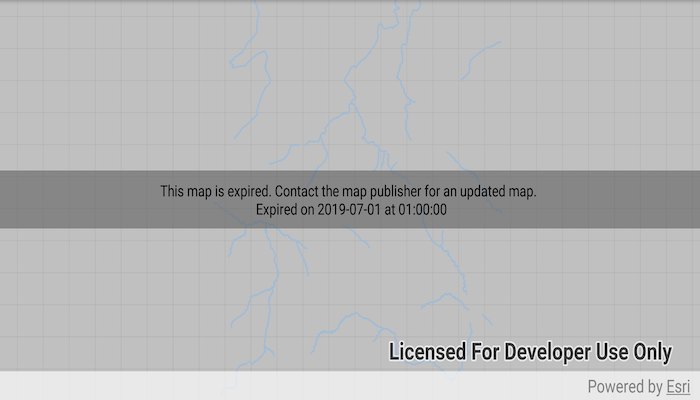 This map is expired. Contact the map publisher for an updated map.
Expired on 2019-07-01 at 01:00:00
Licensed For Developer Use Only
Powered by Esri